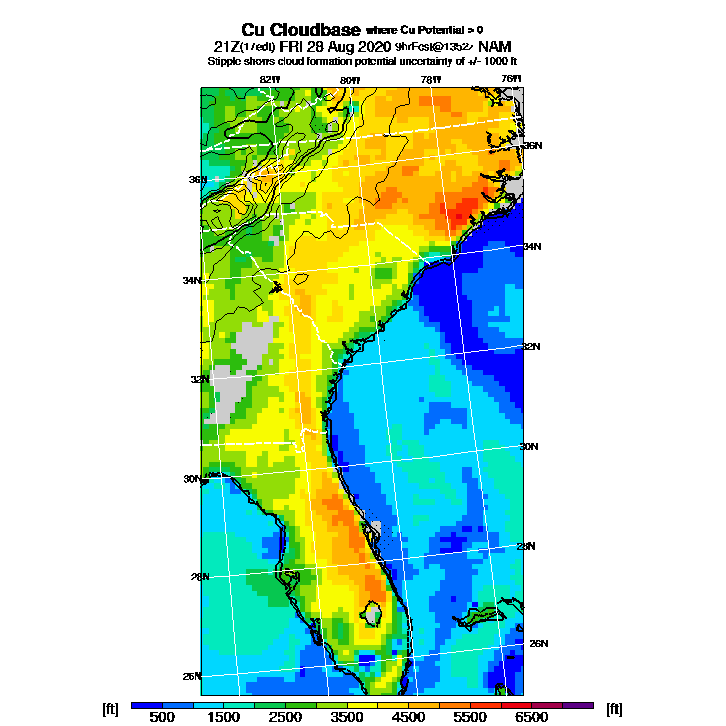 Cu Cloudbase where Cu Potential > 0
21Z(17edt) FRI 28 Aug 2020 9hrFcst@1352z NAM
Stipple shows cloud formation potential uncertainty of +/- 1000 ft
82W 80W 78W 76W
36N
36N
34N
34N
32N
32N
30N
30N
28N
28N
26N
26N
[ft] 500 1500 2500 3500 4500 5500 6500 [ft]